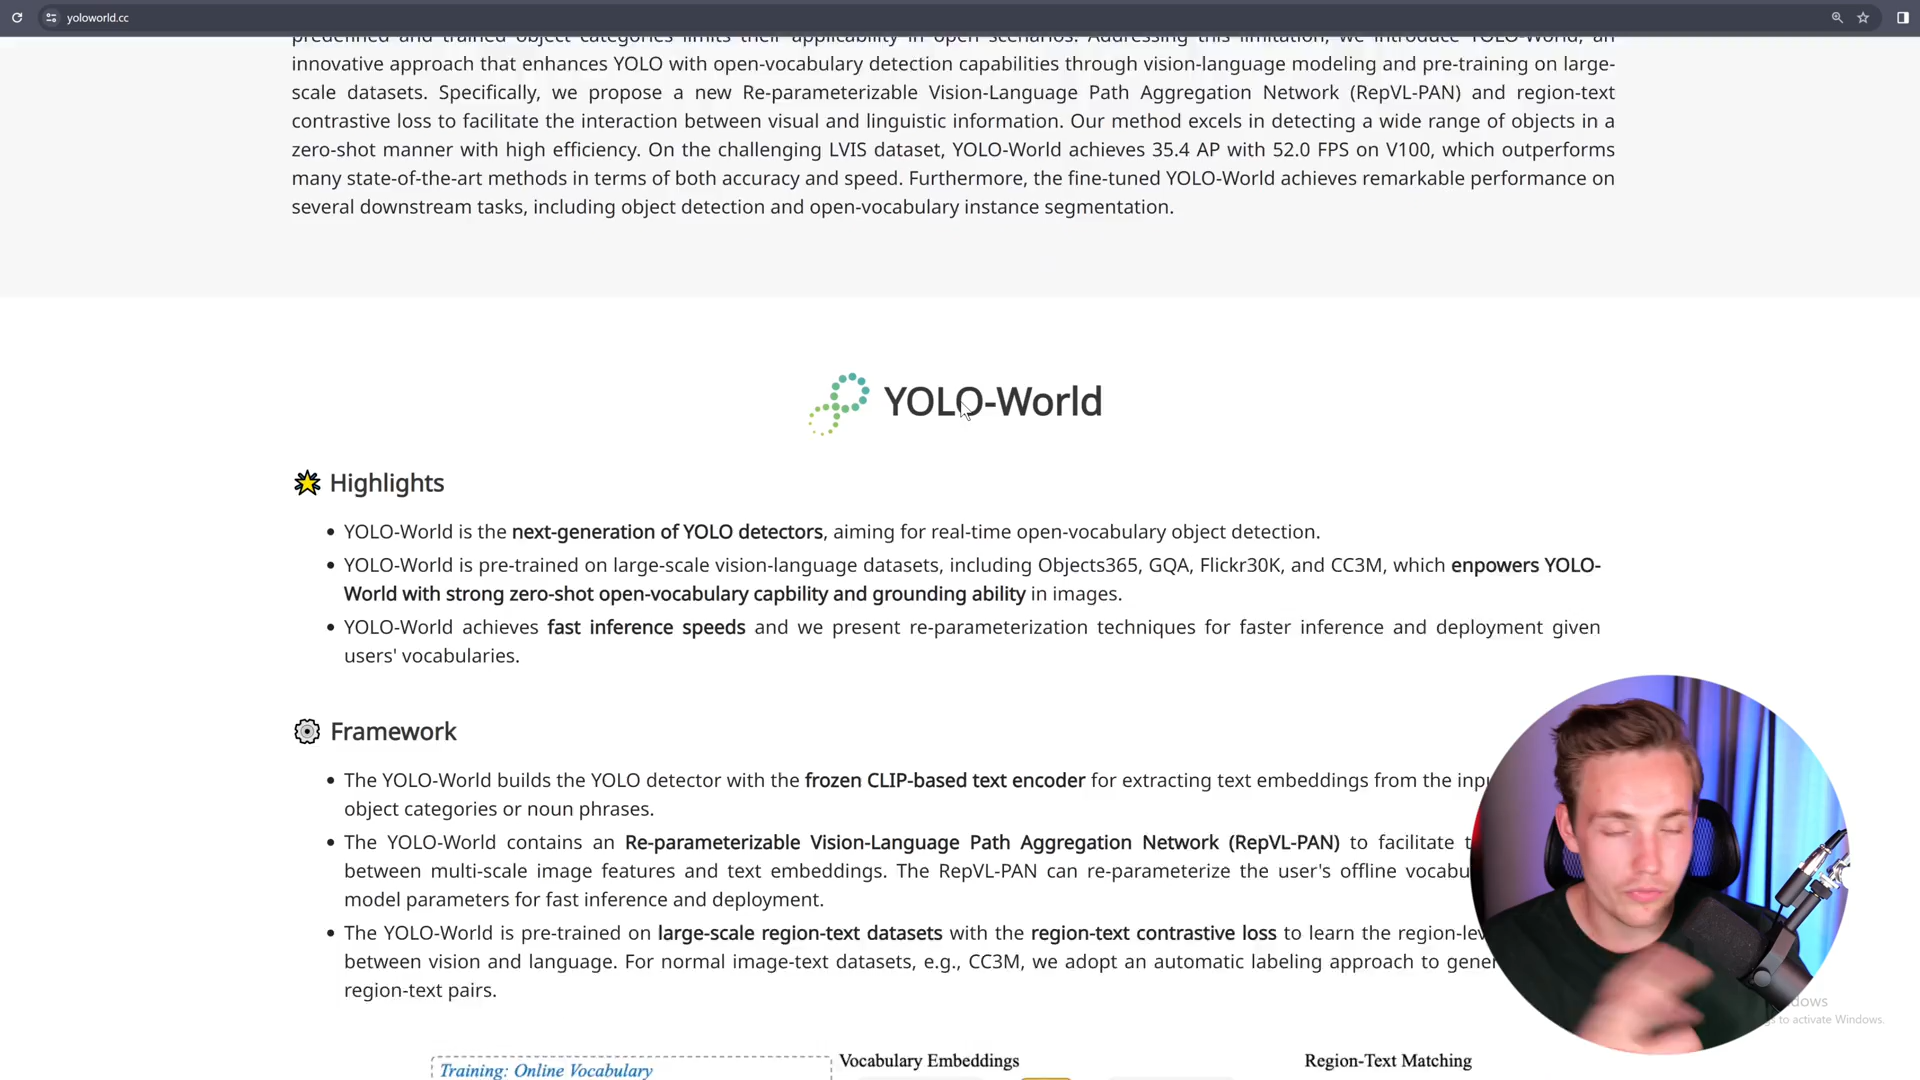 yoloworld.cc
predefined and trained object categories limits their applicability in open scenarios. Addressing this limitation, we introduce YOLO-World, an
innovative approach that enhances YOLO with open-vocabulary detection capabilities through vision-language modeling and pre-training on large-
scale datasets. Specifically, we propose a new Re-parameterizable Vision-Language Path Aggregation Network (RepVL-PAN) and region-text
contrastive loss to facilitate the interaction between visual and linguistic information. Our method excels in detecting a wide range of objects in a
zero-shot manner with high efficiency. On the challenging LVIS dataset, YOLO-World achieves 35.4 AP with 52.0 FPS on V100, which outperforms
many state-of-the-art methods in terms of both accuracy and speed. Furthermore, the fine-tuned YOLO-World achieves remarkable performance on
several downstream tasks, including object detection and open-vocabulary instance segmentation.
YOLO-World
Highlights
• YOLO-World is the next-generation of YOLO detectors, aiming for real-time open-vocabulary object detection.
• YOLO-World is pre-trained on large-scale vision-language datasets, including Objects365, GQA, Flickr30K, and CC3M, which enpowers YOLO-
World with strong zero-shot open-vocabulary capbility and grounding ability in images.
• YOLO-World achieves fast inference speeds and we present re-parameterization techniques for faster inference and deployment given
users' vocabularies.
Framework
• The YOLO-World builds the YOLO detector with the frozen CLIP-based text encoder for extracting text embeddings from the
object categories or noun phrases.
• The YOLO-World contains an Re-parameterizable Vision-Language Path Aggregation Network (RepVL-PAN) to facilitate
between multi-scale image features and text embeddings. The RepVL-PAN can re-parameterize the user's offline
model parameters for fast inference and deployment.
• The YOLO-World is pre-trained on large-scale region-text datasets with the region-text contrastive loss to learn the
between vision and language. For normal image-text datasets, e.g., CC3M, we adopt an automatic labeling approach to
region-text pairs.
Training: Online Vocabulary
Vocabulary Embeddings
Region-Text Matching
to activate Windows.